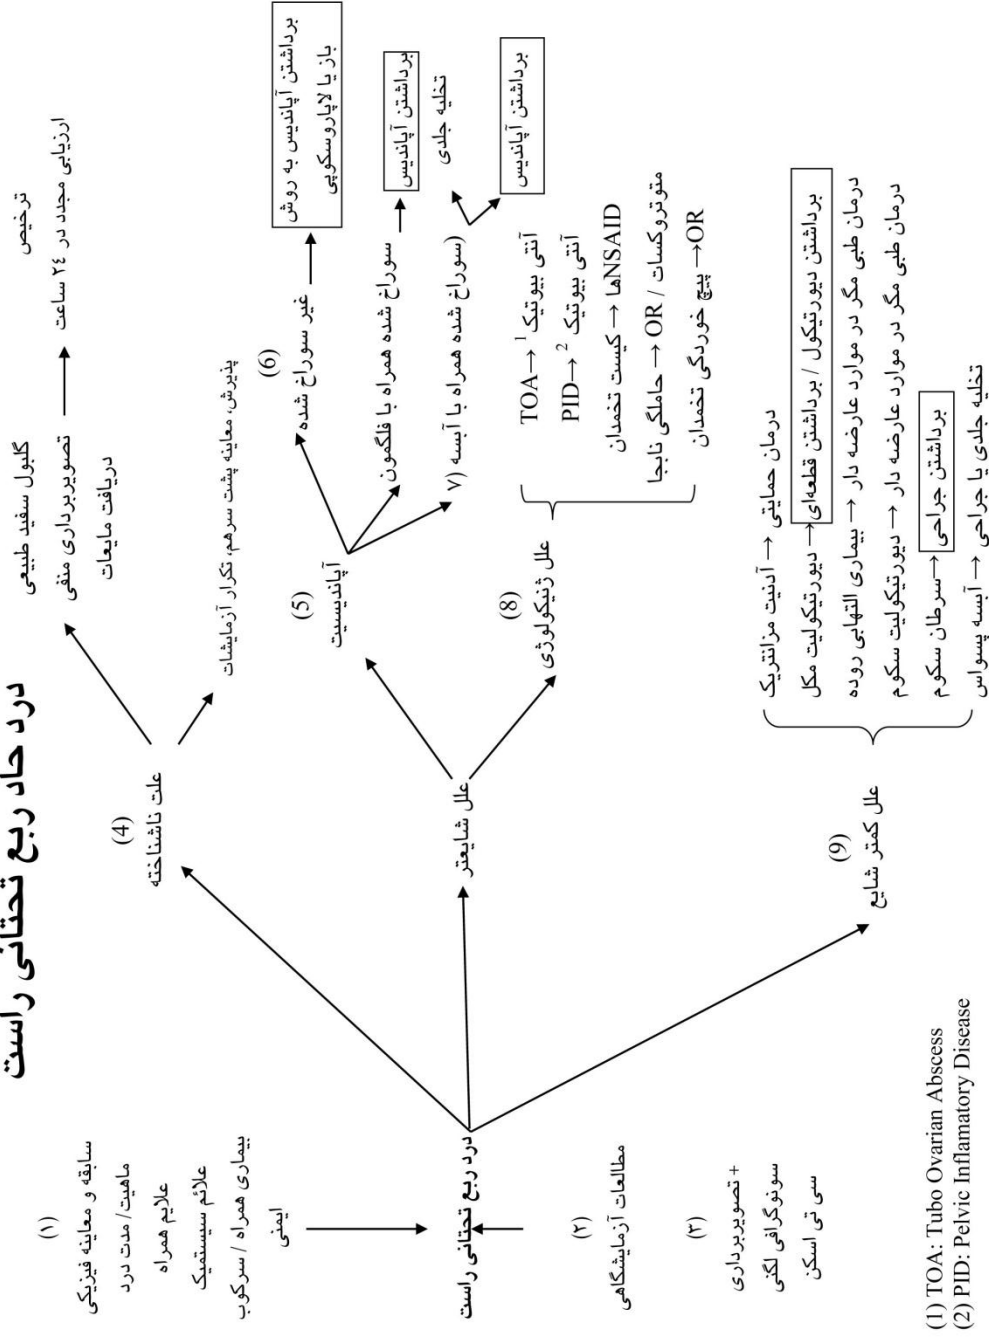 درد حاد ربع تحتانی راست
(۱)
سابقه و معاینه فیزیکی
ماهیت/ مدت درد
علایم همراه
علائم سیستمیک
بیماری همراه / سرکوب
ایمنی
درد ربع تحتانی راست
(۲)
مطالعات آزمایشگاهی
(۳)
تصویربرداری +
سونوگرافی لگنی
سی تی اسکن
(4)
علت ناشناخته
گلبول سفید طبیعی
تصویربرداری منفی
دریافت مایعات
ترخیص
ارزیابی مجدد در ٢٤ ساعت
پذیرش، معاینه پشت سرهم، تکرار آزمایشات
علل شایعتر
(5)
آپاندیسیت
(6)
غیر سوراخ شده
برداشتن آپاندیس به روش
باز یا لاپاروسکوپی
سوراخ شده همراه با فلگمون
برداشتن آپاندیس
سوراخ شده همراه با آبسه (۷)
تخلیه جلدی
برداشتن آپاندیس
(8)
علل ژنیکولوژی
آنتی بیوتیک ¹ →TOA
آنتی بیوتیک ² →PID
کیست تخمدان → NSAIDها
حاملگی نابجا → OR / متوتروکسات
پیچ خوردگی تخمدان →OR
(9)
علل کمتر شایع
آدنیت مزانتریک → درمان حمایتی
دیورتیکولیت مکل → برداشتن دیورتیکول / برداشتن قطعه‌ای
بیماری التهابی روده → درمان طبی مگر در موارد عارضه دار
دیورتیکولیت سکوم → درمان طبی مگر در موارد عارضه دار
سرطان سکوم → برداشتن جراحی
آبسه پسواس → تخلیه جلدی یا جراحی
(1) TOA: Tubo Ovarian Abscess
(2) PID: Pelvic Inflamatory Disease